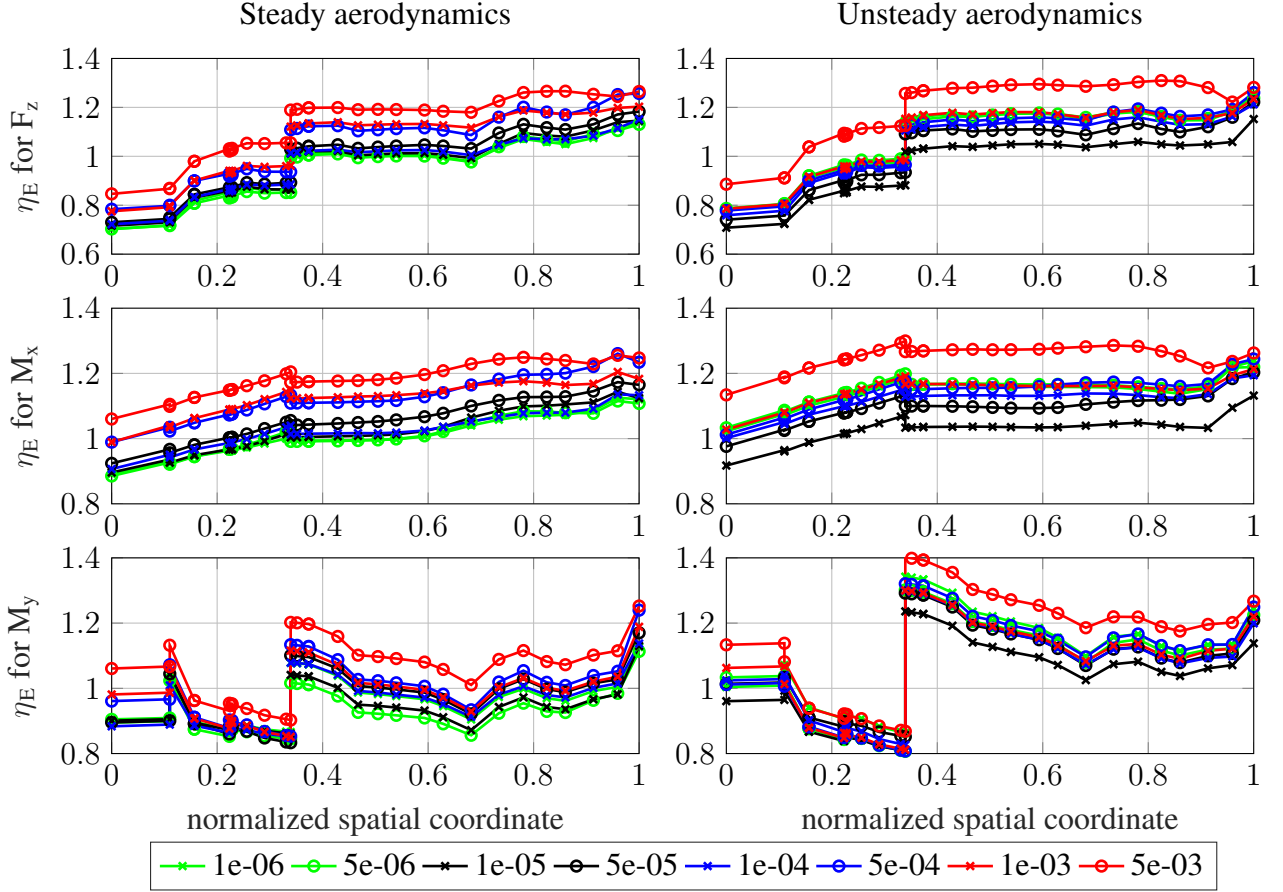 Steady aerodynamics
Unsteady aerodynamics
η_E for F_z
1.4
1.2
1
0.8
0.6
0 0.2 0.4 0.6 0.8 1
1.4
1.2
1
0.8
0.6
0 0.2 0.4 0.6 0.8 1
η_E for M_x
1.4
1.2
1
0.8
0 0.2 0.4 0.6 0.8 1
1.4
1.2
1
0.8
0 0.2 0.4 0.6 0.8 1
η_E for M_y
1.4
1.2
1
0.8
0 0.2 0.4 0.6 0.8 1
1.4
1.2
1
0.8
0 0.2 0.4 0.6 0.8 1
normalized spatial coordinate
normalized spatial coordinate
1e-06 5e-06 1e-05 5e-05 1e-04 5e-04 1e-03 5e-03